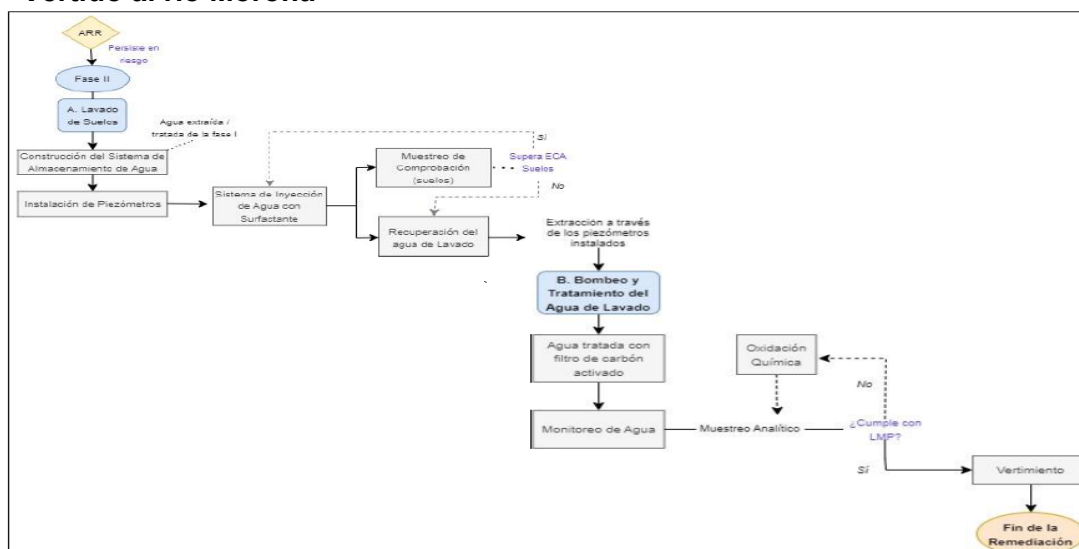 ARR
Persiste en
riesgo
Fase II
A. Lavado
de Suelos
Agua extraída /
tratada de la fase I
Construcción del Sistema de
Almacenamiento de Agua
Instalación de Piezómetros
Sistema de Inyección
de Agua con
Surfactante
Muestreo de
Comprobación
(suelos)
Sí
Supera ECA
Suelos
No
Recuperación del
agua de Lavado
Extracción a través
de los piezómetros
instalados
B. Bombeo y
Tratamiento del
Agua de Lavado
Agua tratada con
filtro de carbón
activado
Oxidación
Química
No
Monitoreo de Agua
Muestreo Analítico
¿Cumple con
LMP?
Sí
Vertimiento
Fin de la
Remediación